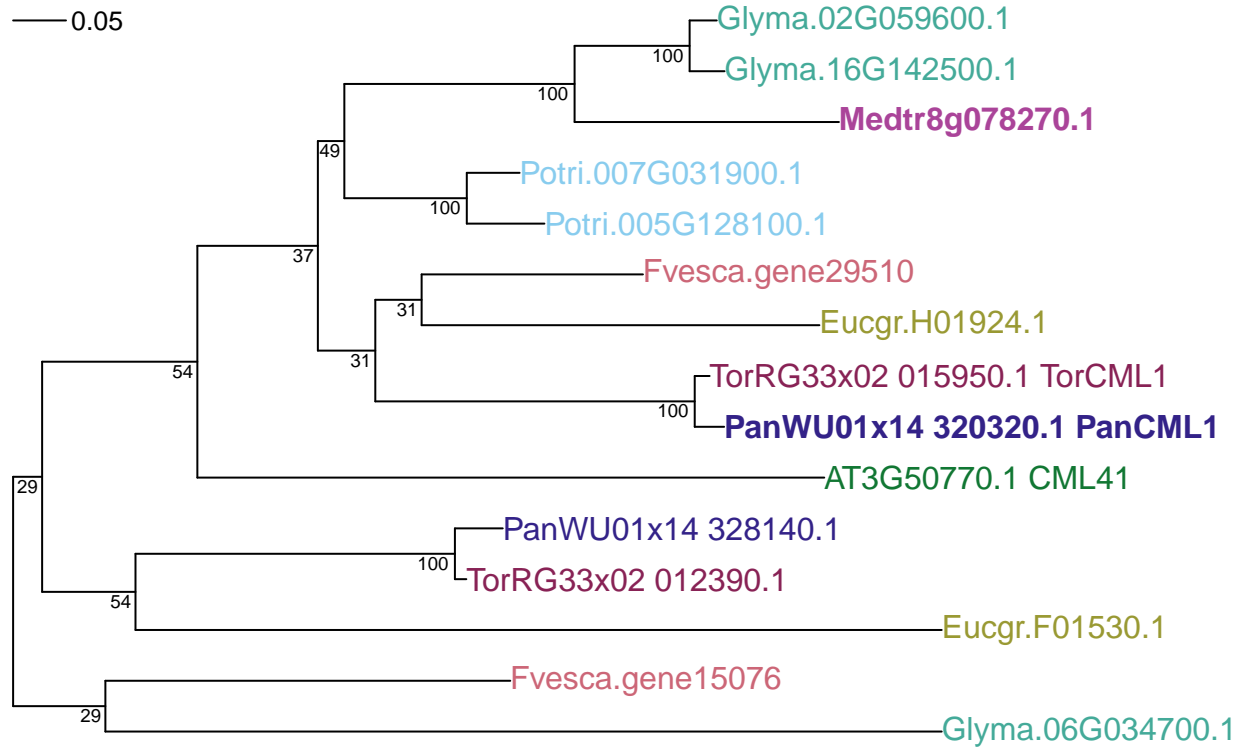 0.05
Glyma.02G059600.1
100
Glyma.16G142500.1
100
Medtr8g078270.1
49
Potri.007G031900.1
100
Potri.005G128100.1
37
Fvesca.gene29510
31
Eucgr.H01924.1
31
TorRG33x02 015950.1 TorCML1
54
100
PanWU01x14 320320.1 PanCML1
AT3G50770.1 CML41
29
PanWU01x14 328140.1
100
TorRG33x02 012390.1
54
Eucgr.F01530.1
Fvesca.gene15076
29
Glyma.06G034700.1